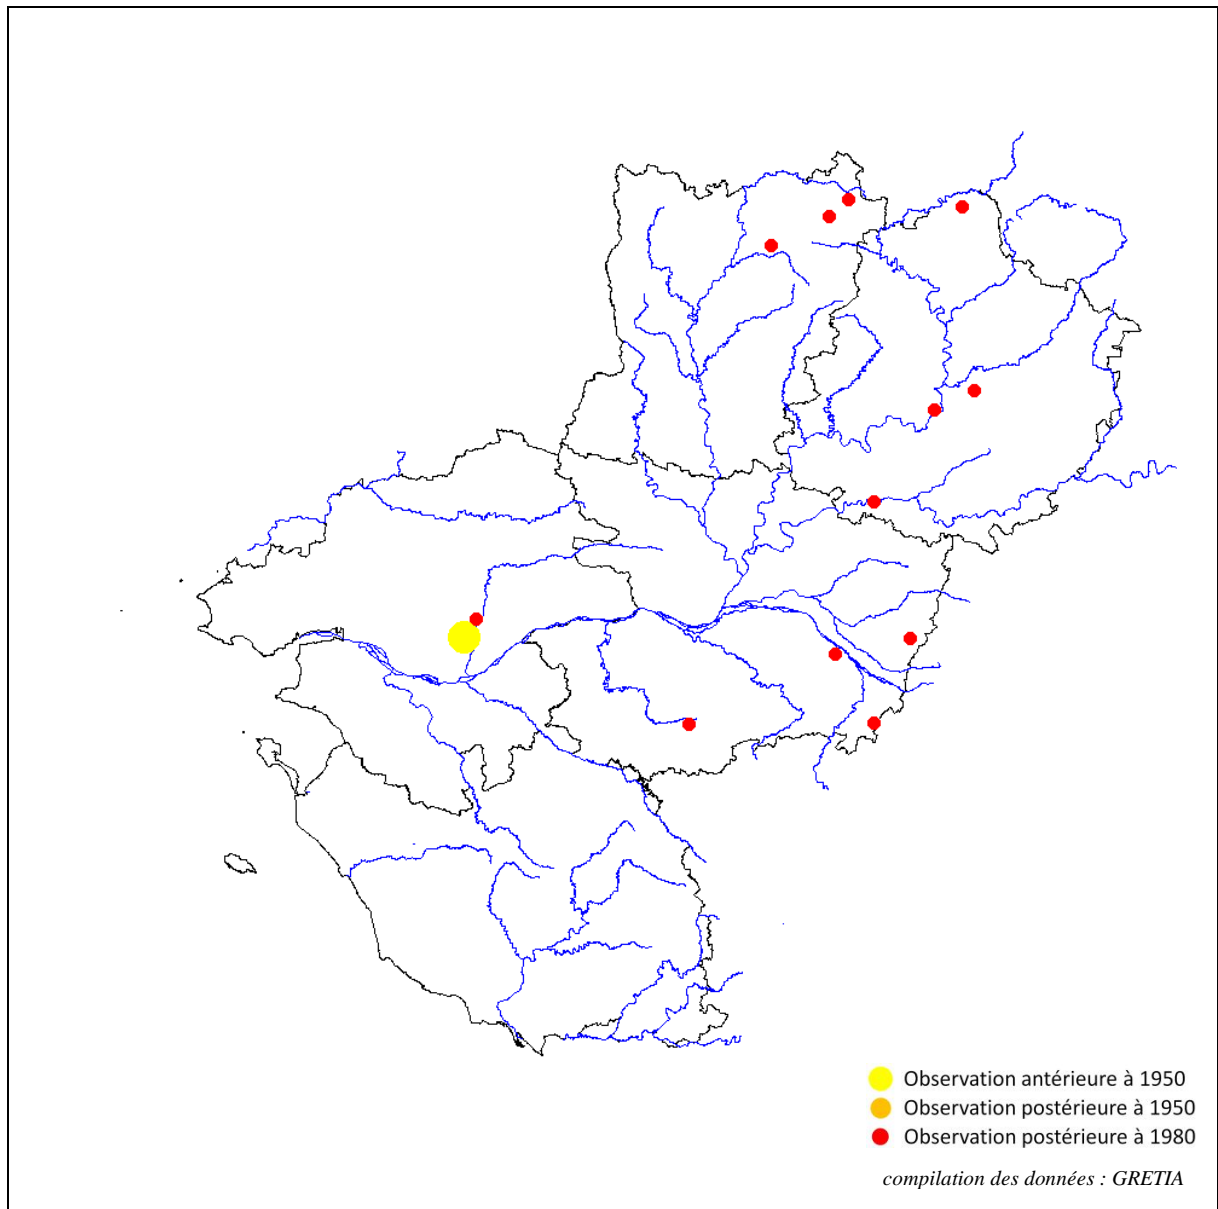 Observation antérieure à 1950
Observation postérieure à 1950
Observation postérieure à 1980
compilation des données : GRETIA